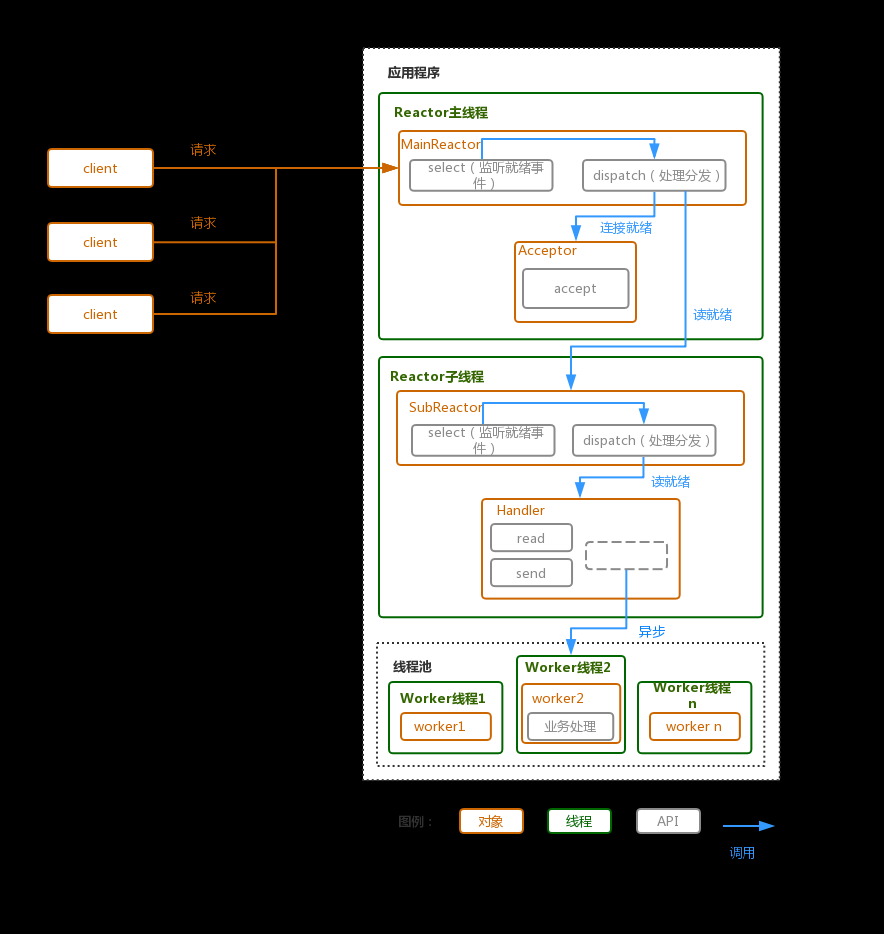 应用程序
Reactor主线程
MainReactor
select（监听就绪事
件）
dispatch（处理分发）
client
请求
client
请求
client
请求
连接就绪
Acceptor
accept
读就绪
Reactor子线程
SubReactor
select（监听就绪事
件）
dispatch（处理分发）
读就绪
Handler
read
send
异步
线程池
Worker线程1
worker1
Worker线程2
worker2
业务处理
Worker线程
n
worker n
图例：
对象
线程
API
调用